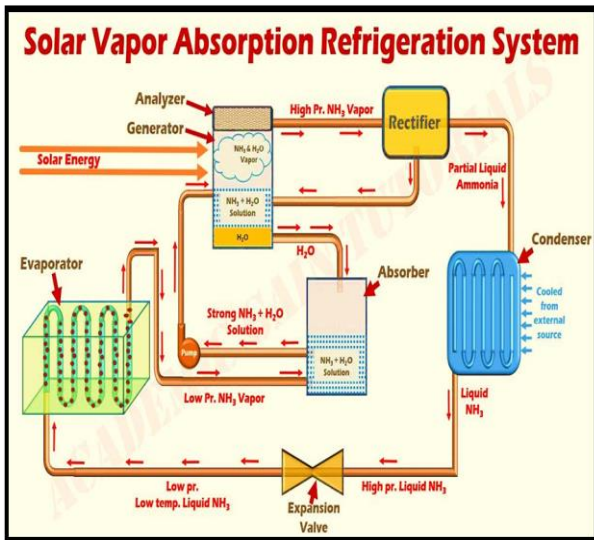 Solar Vapor Absorption Refrigeration System
Analyzer
High Pr. NH₃ Vapor
Rectifier
Generator
NH₃ & H₂O
Vapor
Solar Energy
Partial Liquid
Ammonia
NH₃ + H₂O
Solution
H₂O
H₂O
Condenser
Evaporator
Absorber
Cooled
from
external
source
Strong NH₃ + H₂O
Solution
Pump
NH₃ + H₂O
Solution
Low Pr. NH₃ Vapor
Liquid
NH₃
Low pr.
Low temp. Liquid NH₃
High pr. Liquid NH₃
Expansion
Valve